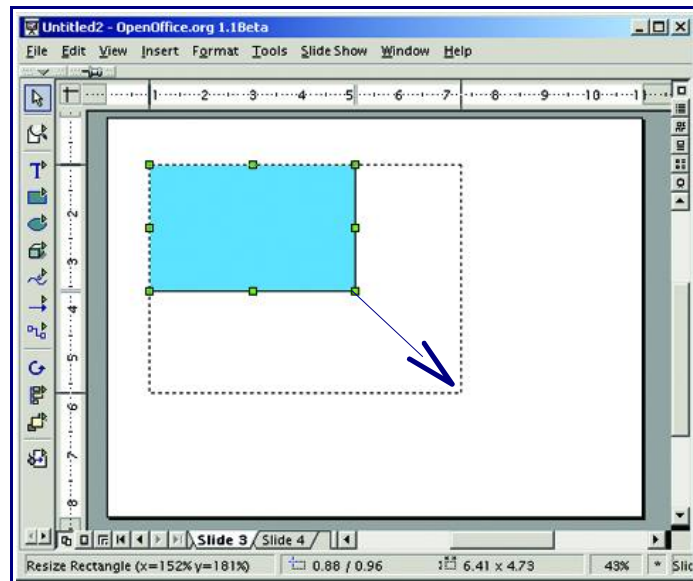 Untitled2 - OpenOffice.org 1.1Beta
File Edit View Insert Format Tools Slide Show Window Help
1 2 3 4 5 6 7 8 9 10 11
2
3
4
5
6
7
8
Slide 3 Slide 4
Resize Rectangle (x=152% y=181%) 0.88 / 0.96 6.41 x 4.73 43% * Slid